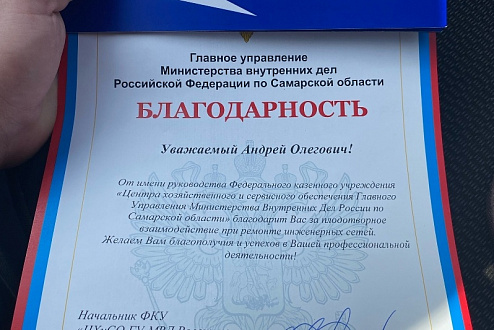 Главное управление
Министерства внутренних дел
Российской Федерации по Самарской области
БЛАГОДАРНОСТЬ
Уважаемый Андрей Олегович!
От имени руководства Федерального казенного учреждения
«Центра хозяйственного и сервисного обеспечения Главного
Управления Министерства Внутренних Дел России по
Самарской области» благодарит Вас за плодотворное
взаимодействие при ремонте инженерных сетей.
Желаем Вам благополучия и успехов в Вашей профессиональной
деятельности!
Начальник ФКУ